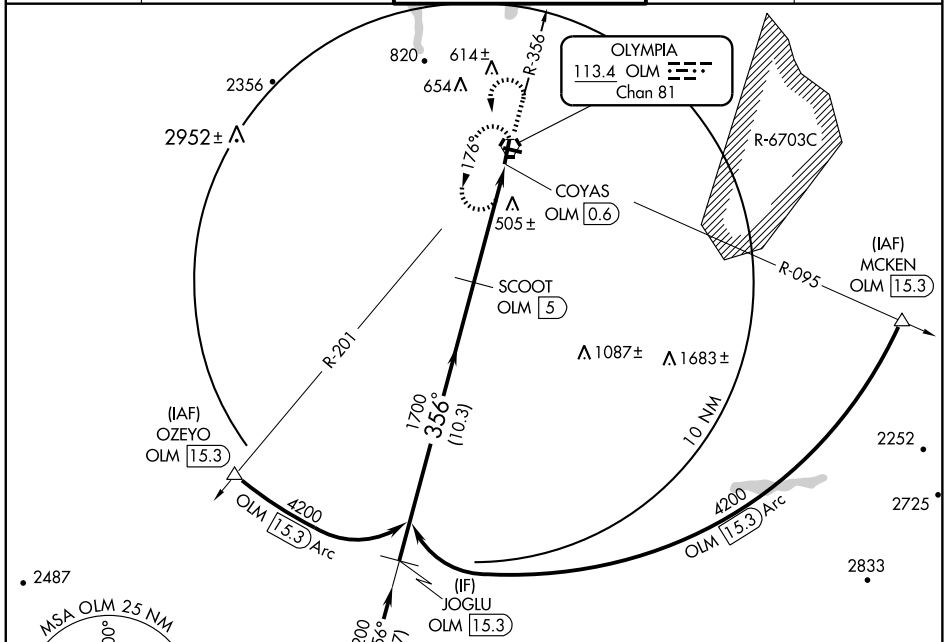 820
614±
654
2356
2952±
R-356
OLYMPIA
113.4 OLM
Chan 81
R-6703C
176°
COYAS
OLM 0.6
505±
R-095
(IAF)
MCKEN
OLM 15.3
SCOOT
OLM 5
R-201
1087±
1683±
1700
356°
(10.3)
10 NM
(IAF)
OZEYO
OLM 15.3
4200
OLM 15.3 Arc
4200
OLM 15.3 Arc
2252
2725
2833
2487
(IF)
JOGLU
OLM 15.3
MSA OLM 25 NM